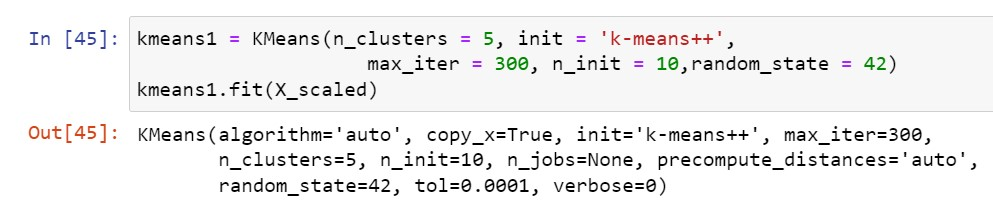 In [45]: kmeans1 = KMeans(n_clusters = 5, init = 'k-means++',
max_iter = 300, n_init = 10,random_state = 42)
kmeans1.fit(X_scaled)
Out[45]: KMeans(algorithm='auto', copy_x=True, init='k-means++', max_iter=300,
n_clusters=5, n_init=10, n_jobs=None, precompute_distances='auto',
random_state=42, tol=0.0001, verbose=0)